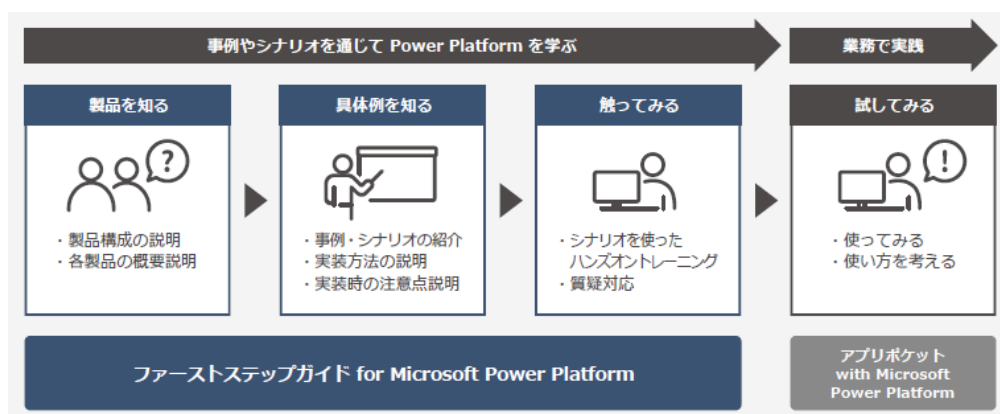 事例やシナリオを通じて Power Platform を学ぶ
業務で実践
製品を知る
?
・製品構成の説明
・各製品の概要説明
具体例を知る
・事例・シナリオの紹介
・実装方法の説明
・実装時の注意点説明
触ってみる
・シナリオを使った
ハンズオントレーニング
・質疑対応
試してみる
!
・使ってみる
・使い方を考える
ファーストステップガイド for Microsoft Power Platform
アプリポケット
with Microsoft
Power Platform